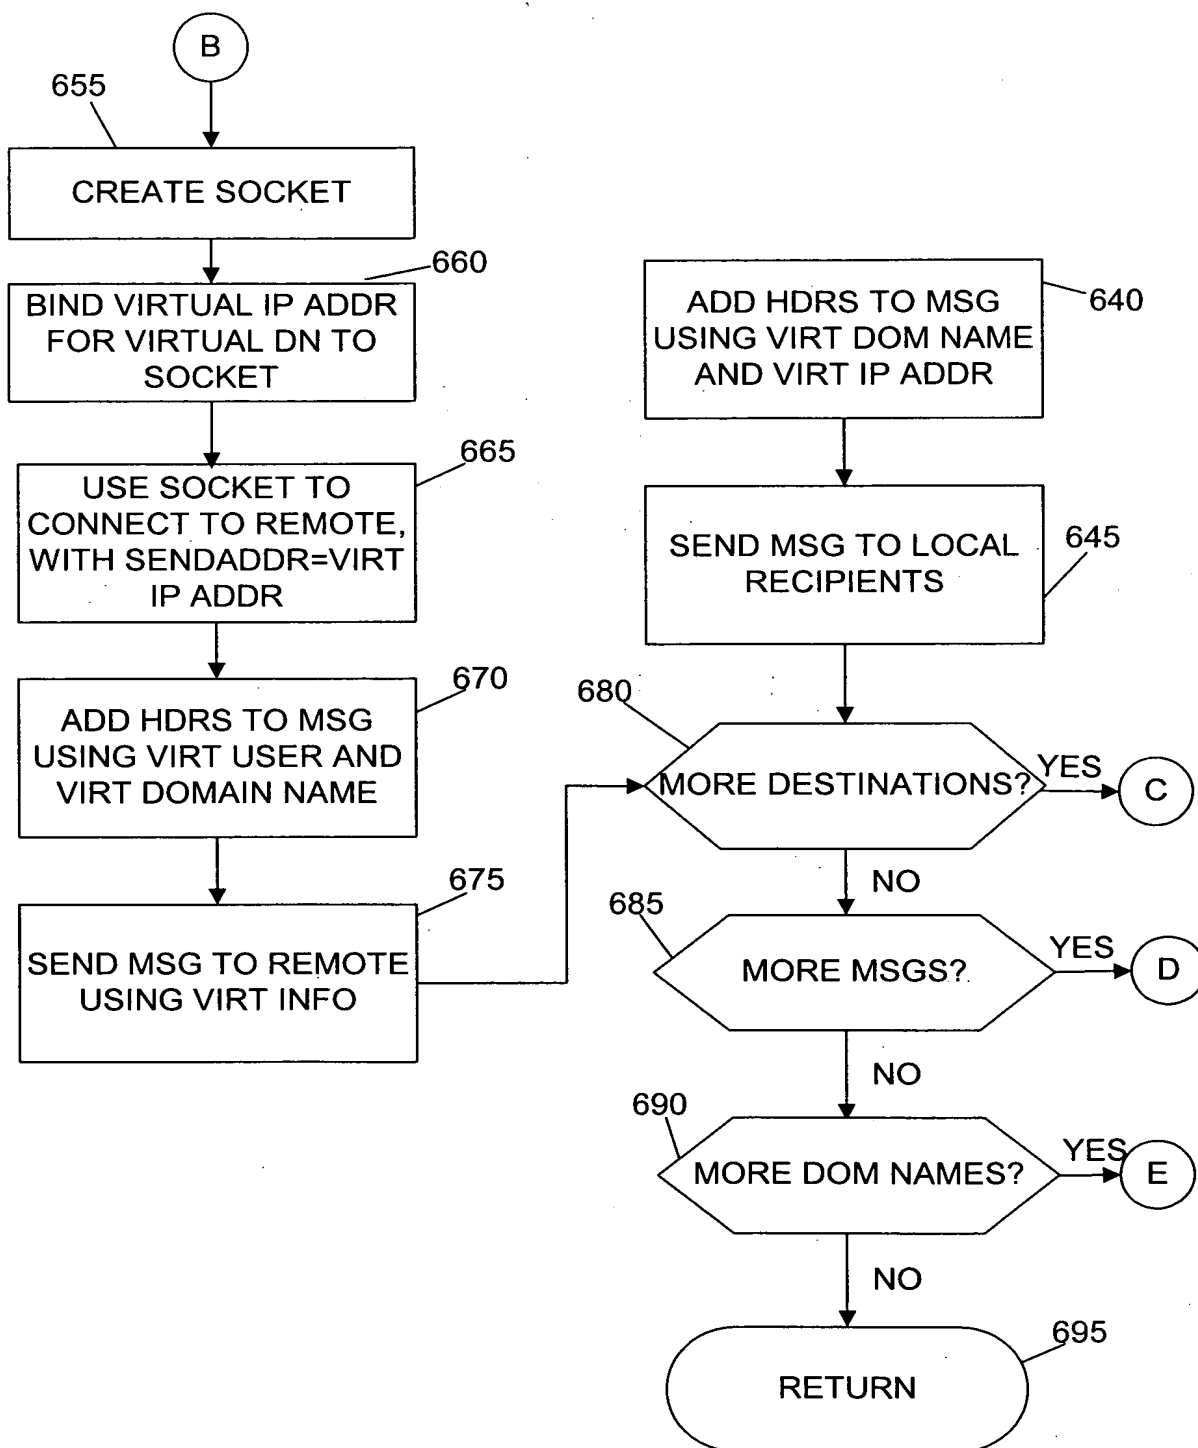 B
655
CREATE SOCKET
660
BIND VIRTUAL IP ADDR
FOR VIRTUAL DN TO
SOCKET
665
USE SOCKET TO
CONNECT TO REMOTE,
WITH SENDADDR=VIRT
IP ADDR
670
ADD HDRS TO MSG
USING VIRT USER AND
VIRT DOMAIN NAME
675
SEND MSG TO REMOTE
USING VIRT INFO
640
ADD HDRS TO MSG
USING VIRT DOM NAME
AND VIRT IP ADDR
645
SEND MSG TO LOCAL
RECIPIENTS
680
MORE DESTINATIONS?
YES
C
NO
685
MORE MSGS?
YES
D
NO
690
MORE DOM NAMES?
YES
E
NO
695
RETURN